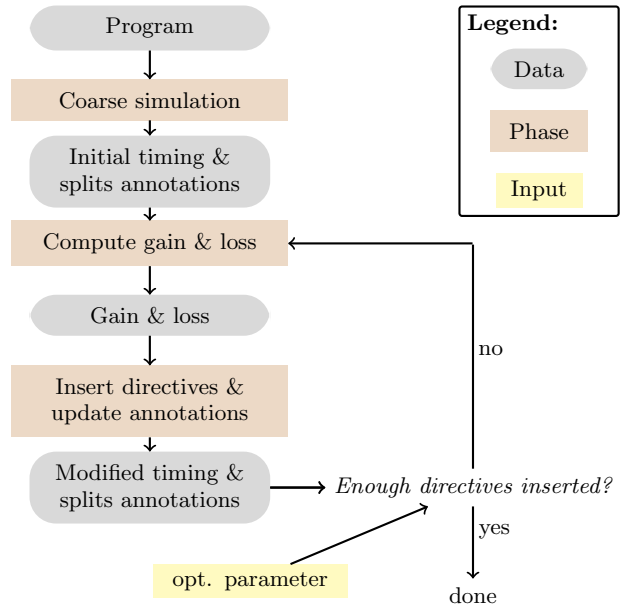 Program
Coarse simulation
Initial timing &
splits annotations
Compute gain & loss
Gain & loss
Insert directives &
update annotations
Modified timing &
splits annotations
Enough directives inserted?
no
yes
opt. parameter
done
Legend:
Data
Phase
Input